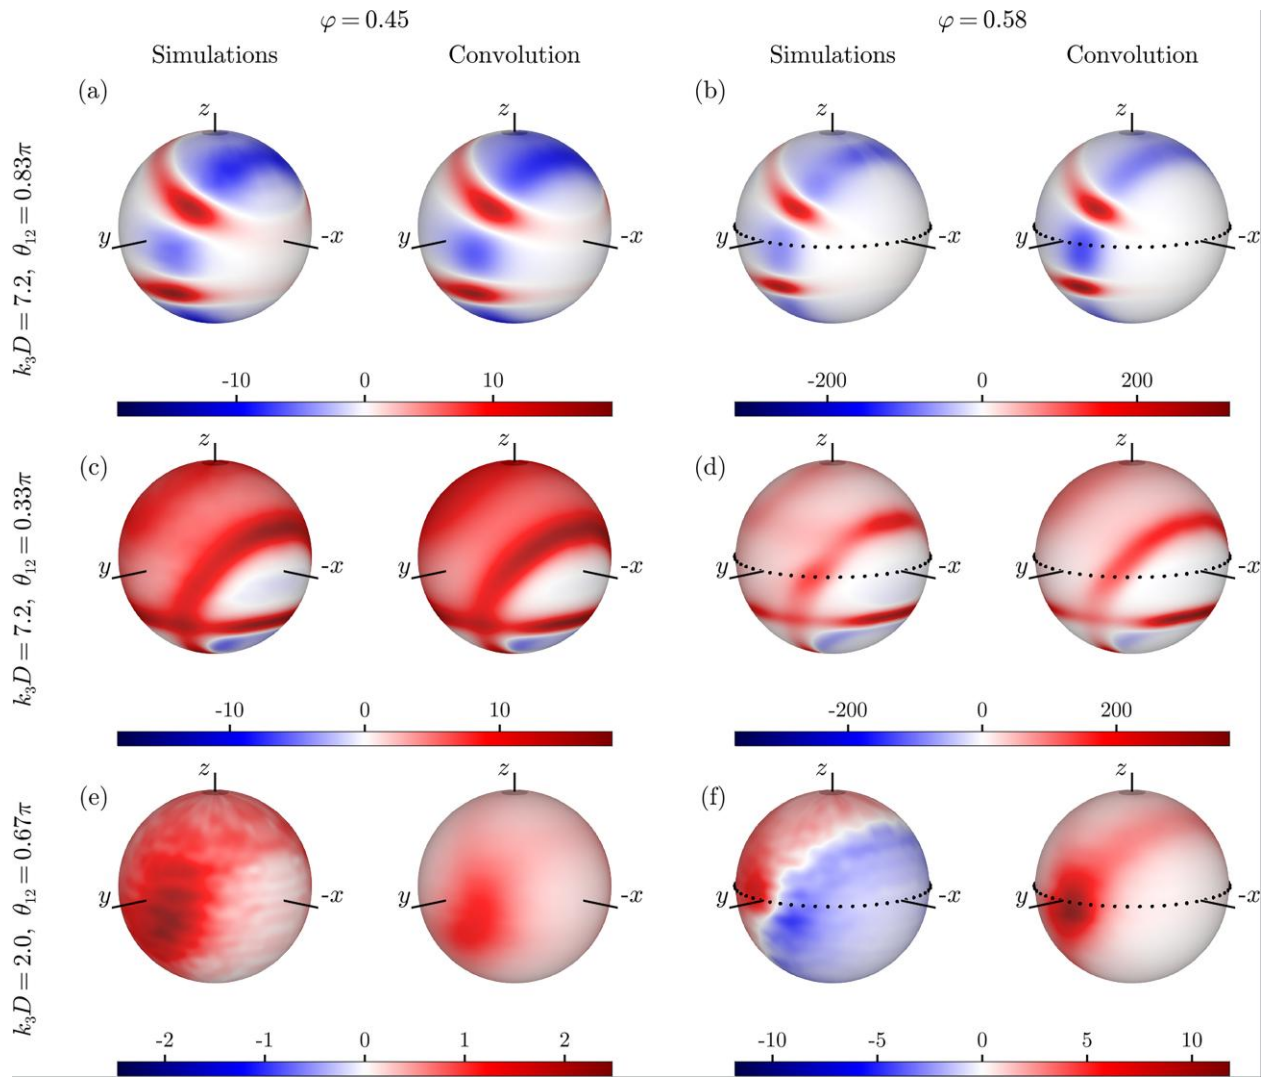 φ = 0.45
φ = 0.58
Simulations
Convolution
Simulations
Convolution
(a)
(b)
k₃D = 7.2, θ₁₂ = 0.83π
z
z
z
z
y
-x
y
-x
y
-x
y
-x
-10
0
10
-200
0
200
(c)
(d)
k₃D = 7.2, θ₁₂ = 0.33π
z
z
z
z
y
-x
y
-x
y
-x
y
-x
-10
0
10
-200
0
200
(e)
(f)
k₃D = 2.0, θ₁₂ = 0.67π
z
z
z
z
y
-x
y
-x
y
-x
y
-x
-2
-1
0
1
2
-10
-5
0
5
10